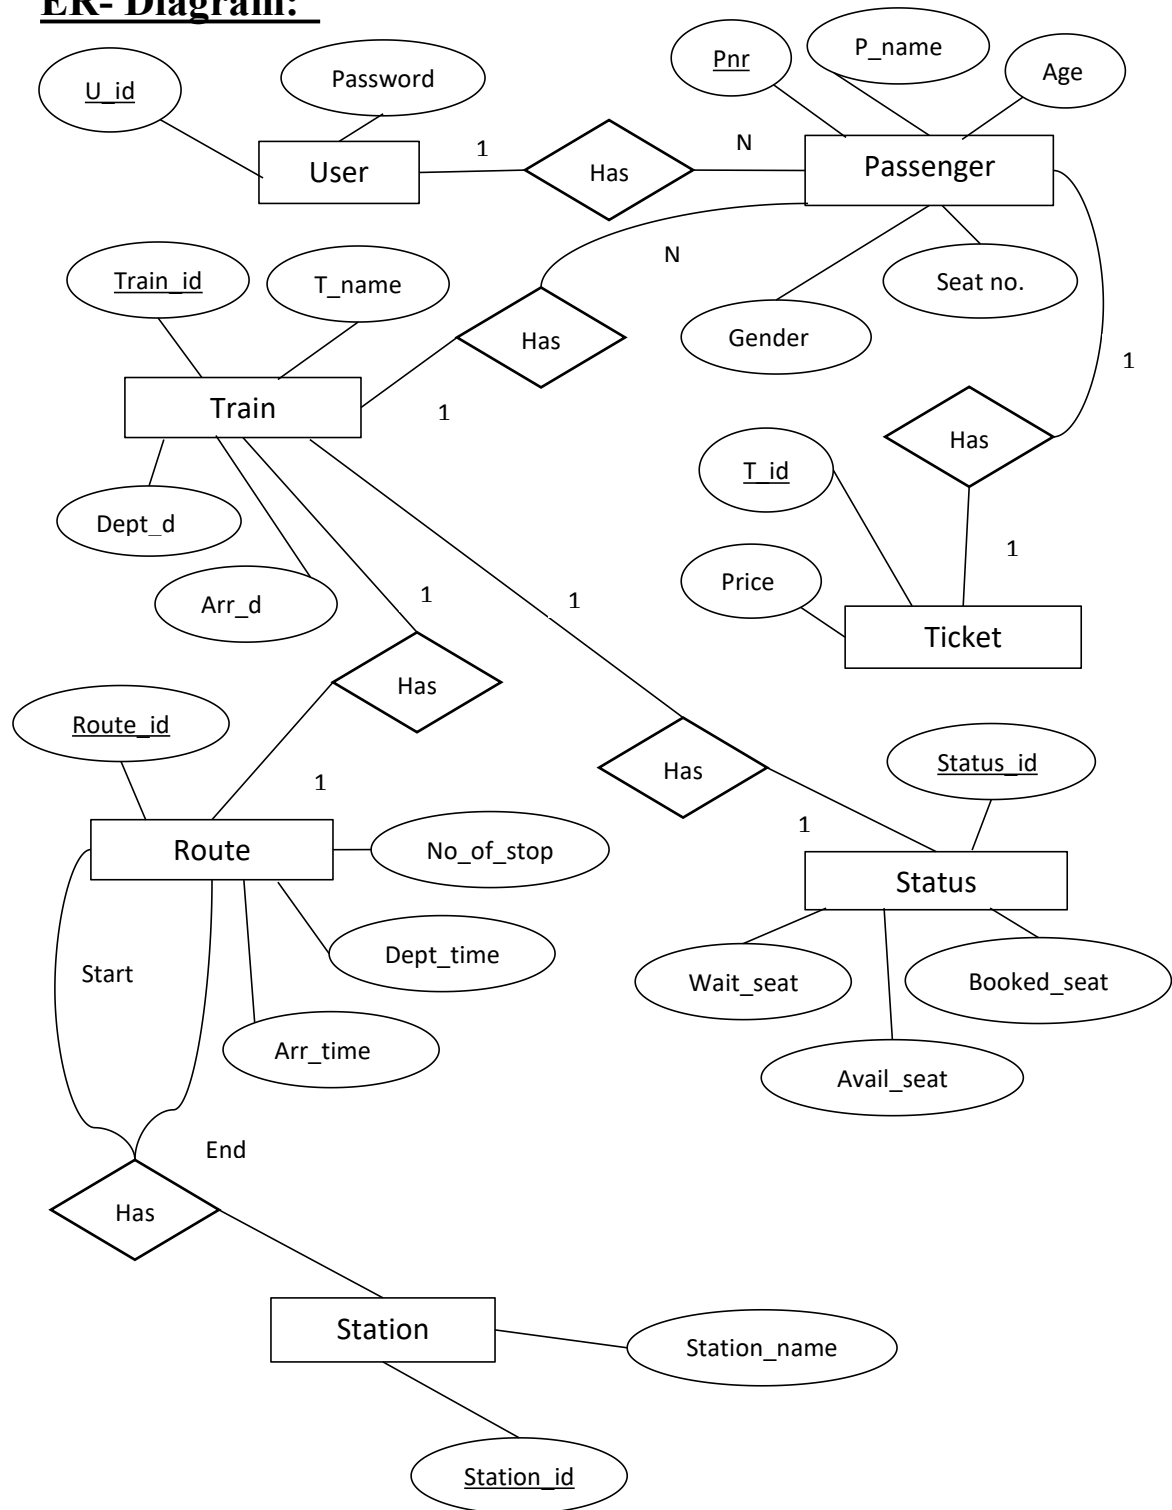 ER- Diagram:
U_id
Password
Pnr
P_name
Age
User
1
Has
N
Passenger
Train_id
T_name
N
Has
Gender
Seat no.
1
Train
1
Has
T_id
Dept_d
Arr_d
Price
1
Ticket
1
1
Has
Has
Route_id
1
Status_id
1
Route
No_of_stop
Status
Start
Dept_time
Wait_seat
Booked_seat
Arr_time
Avail_seat
End
Has
Station
Station_name
Station_id